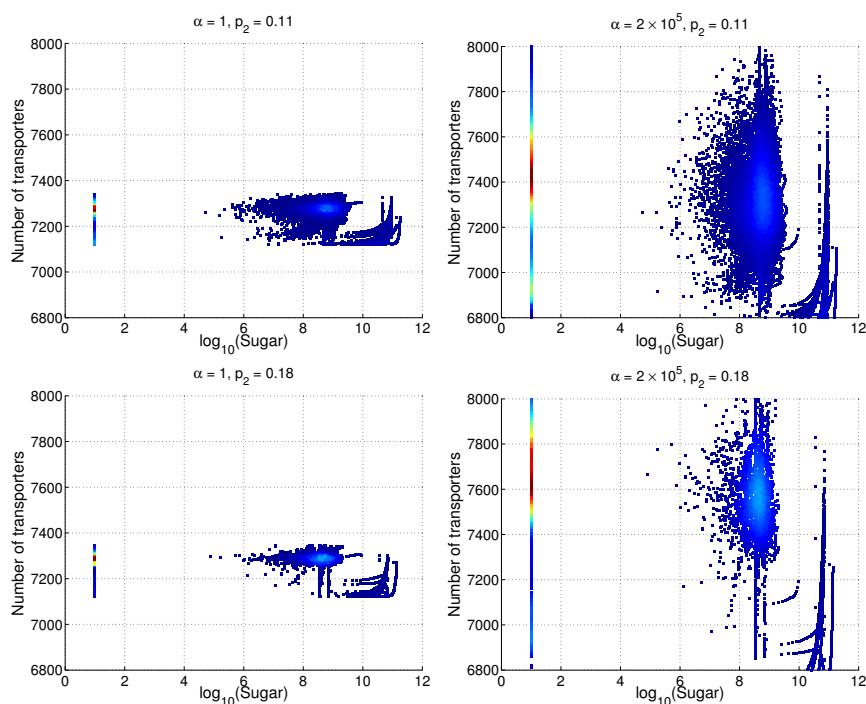 α = 1, p₂ = 0.11
8000
7800
7600
7400
7200
7000
6800
Number of transporters
0 2 4 6 8 10 12
log₁₀(Sugar)
α = 2 × 10⁵, p₂ = 0.11
8000
7800
7600
7400
7200
7000
6800
Number of transporters
0 2 4 6 8 10 12
log₁₀(Sugar)
α = 1, p₂ = 0.18
8000
7800
7600
7400
7200
7000
6800
Number of transporters
0 2 4 6 8 10 12
log₁₀(Sugar)
α = 2 × 10⁵, p₂ = 0.18
8000
7800
7600
7400
7200
7000
6800
Number of transporters
0 2 4 6 8 10 12
log₁₀(Sugar)